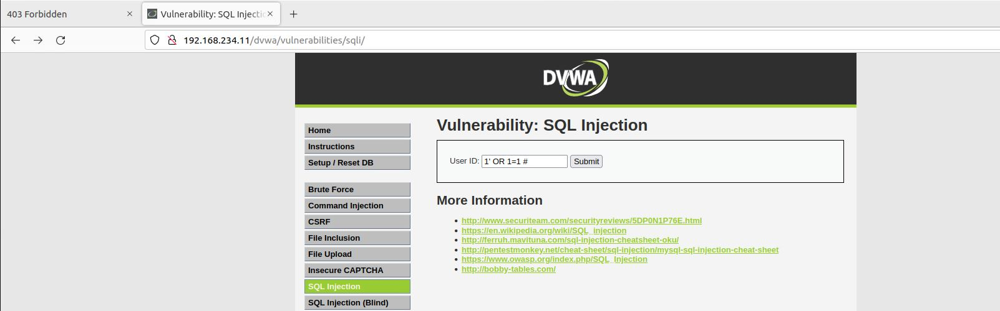 403 Forbidden
Vulnerability: SQL Injectic
192.168.234.11/dvwa/vulnerabilities/sqli/
DVWA
Vulnerability: SQL Injection
Home
Instructions
Setup / Reset DB
User ID: 1' OR 1=1 # Submit
Brute Force
Command Injection
CSRF
File Inclusion
File Upload
Insecure CAPTCHA
SQL Injection
SQL Injection (Blind)
More Information
http://www.securiteam.com/securityreviews/5DP0N1P76E.html
https://en.wikipedia.org/wiki/SQL_injection
http://ferruh.mavituna.com/sql-injection-cheatsheet-oku/
http://pentestmonkey.net/cheat-sheet/sql-injection/mysql-sql-injection-cheat-sheet
https://www.owasp.org/index.php/SQL_Injection
http://bobby-tables.com/